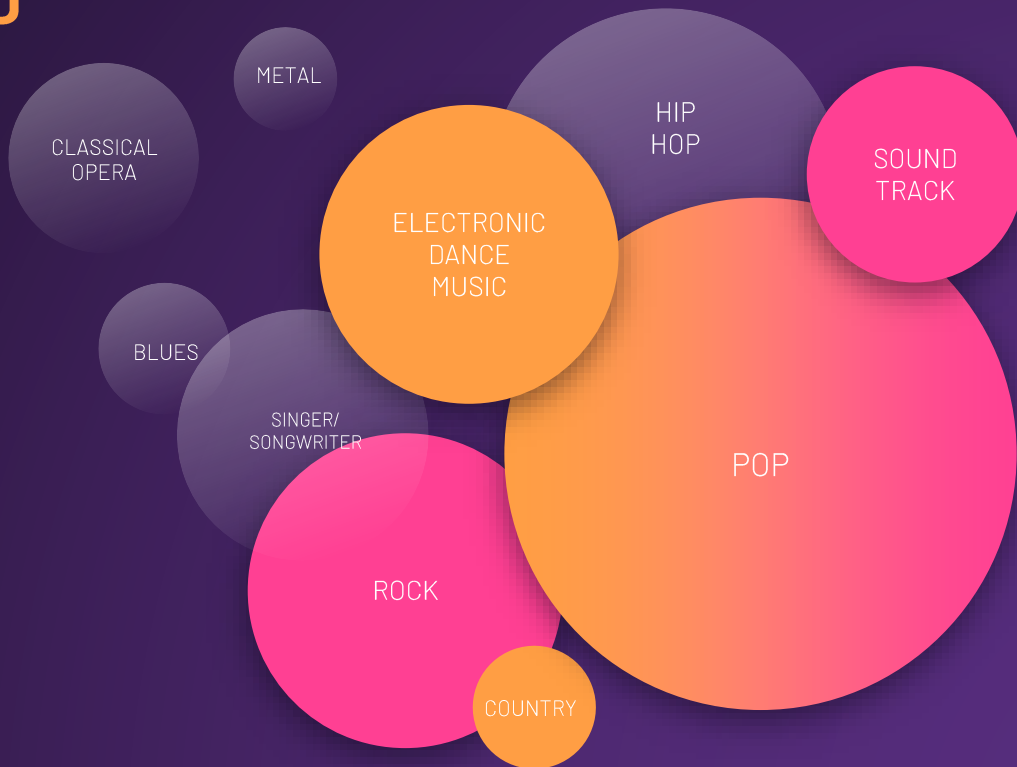 METAL
CLASSICAL
OPERA
HIP
HOP
SOUND
TRACK
ELECTRONIC
DANCE
MUSIC
BLUES
SINGER/
SONGWRITER
POP
ROCK
COUNTRY